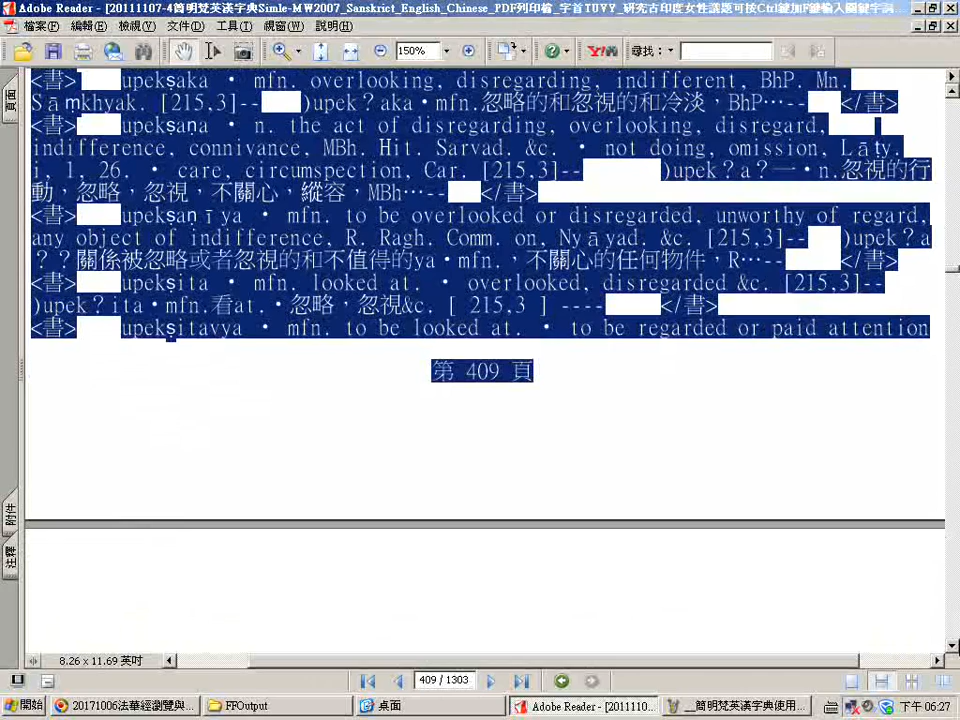 Adobe Reader - [20111107-4簡明梵英漢字典Simle-MW2007_Sanskrict_English_Chinese_PDF列印檔_字首TUVY_研究古印度女性議題可按Ctrl鍵加F鍵輸入關鍵字詞...
檔案(F) 編輯(E) 檢視(V) 文件(D) 工具(T) 視窗(W) 說明(H)
150% 尋找：
頁面
<書> upekṣaka ‧ mfn. overlooking, disregarding, indifferent, BhP. Mn.
Sāṃkhyak. [215,3]-- )upek？aka‧mfn.忽略的和忽視的和冷淡，BhP…-- </書>
<書> upekṣaṇa ‧ n. the act of disregarding, overlooking, disregard,
indifference, connivance, MBh. Hit. Sarvad. &c. ‧ not doing, omission, Lāṭy.
i, 1, 26. ‧ care, circumspection, Car. [215,3]-- )upek？a？一‧n.忽視的行
動，忽略，忽視，不關心，縱容，MBh…-- </書>
<書> upekṣaṇīya ‧ mfn. to be overlooked or disregarded, unworthy of regard,
any object of indifference, R. Ragh. Comm. on, Nyāyad. &c. [215,3]-- )upek？a
？？關係被忽略或者忽視的和不值得的ya‧mfn.，不關心的任何物件，R…-- </書>
<書> upekṣita ‧ mfn. looked at. ‧ overlooked, disregarded &c. [215,3]--
)upek？ita‧mfn.看at.‧忽略，忽視&c. [ 215,3 ] ---- </書>
<書> upekṣitavya ‧ mfn. to be looked at. ‧ to be regarded or paid attention
第 409 頁
附件
注釋
8.26 x 11.69 英吋
409 / 1303
開始 20171006法華經瀏覽與... FFOutput 桌面 Adobe Reader - [2011110... __簡明梵英漢字典使用... 下午 06:27